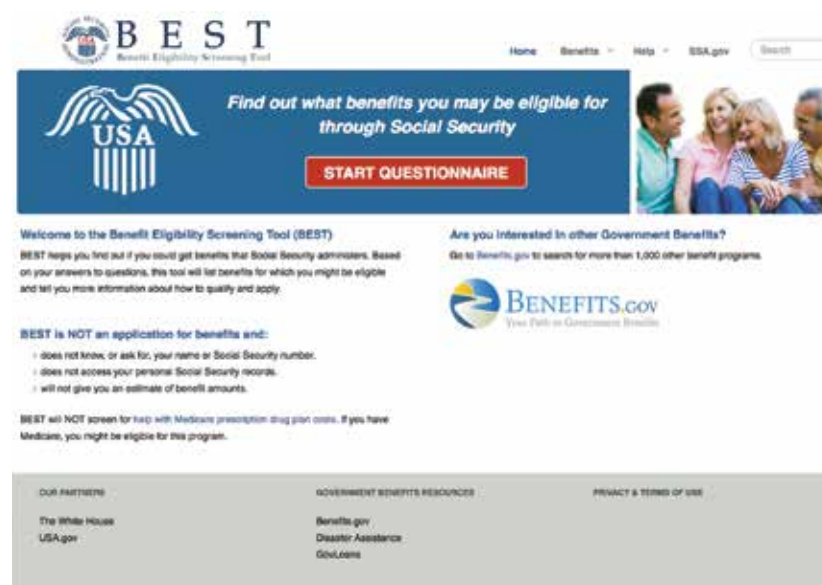 BEST
Benefit Eligibility Screening Tool
Home Benefits Help SSA.gov Search
USA
Find out what benefits you may be eligible for
through Social Security
START QUESTIONNAIRE
Welcome to the Benefit Eligibility Screening Tool (BEST)
BEST helps you find out if you could get benefits that Social Security administers. Based
on your answers to questions, this tool will list benefits for which you might be eligible
and tell you more information about how to qualify and apply.
BEST is NOT an application for benefits and:
does not know, or ask for, your name or Social Security number.
does not access your personal Social Security records.
will not give you an estimate of benefit amounts.
BEST will NOT screen for help with Medicare prescription drug plan costs. If you have
Medicare, you might be eligible for this program.
Are you interested in other Government Benefits?
Go to Benefits.gov to search for more than 1,000 other benefit programs
BENEFITS.GOV
Your Path to Government Benefits
OUR PARTNERS
The White House
USA.gov
GOVERNMENT BENEFITS RESOURCES
Benefits.gov
Disaster Assistance
GovLoans
PRIVACY & TERMS OF USE